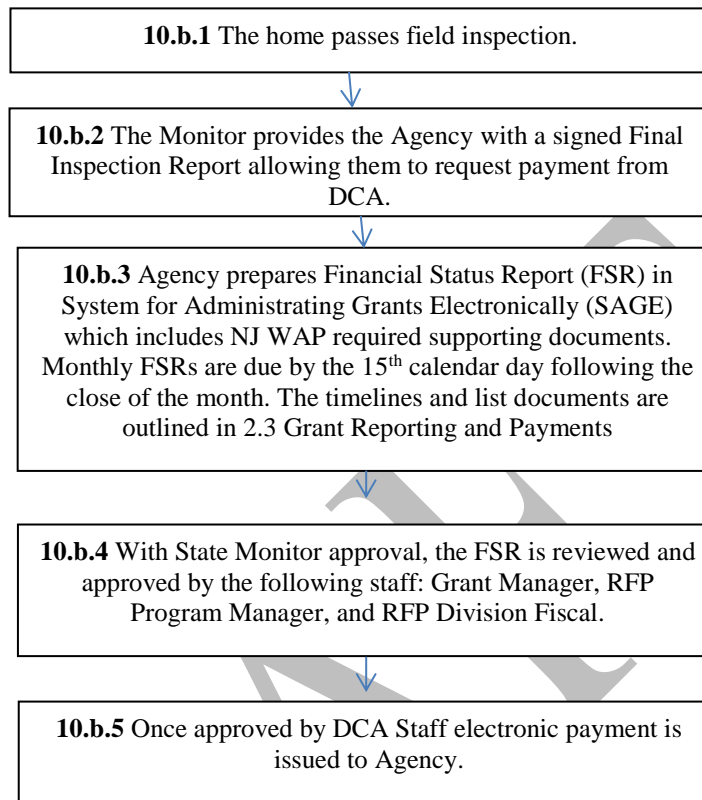 10.b.1 The home passes field inspection.
10.b.2 The Monitor provides the Agency with a signed Final
Inspection Report allowing them to request payment from
DCA.
10.b.3 Agency prepares Financial Status Report (FSR) in
System for Administrating Grants Electronically (SAGE)
which includes NJ WAP required supporting documents.
Monthly FSRs are due by the 15th calendar day following the
close of the month. The timelines and list documents are
outlined in 2.3 Grant Reporting and Payments
10.b.4 With State Monitor approval, the FSR is reviewed and
approved by the following staff: Grant Manager, RFP
Program Manager, and RFP Division Fiscal.
10.b.5 Once approved by DCA Staff electronic payment is
issued to Agency.